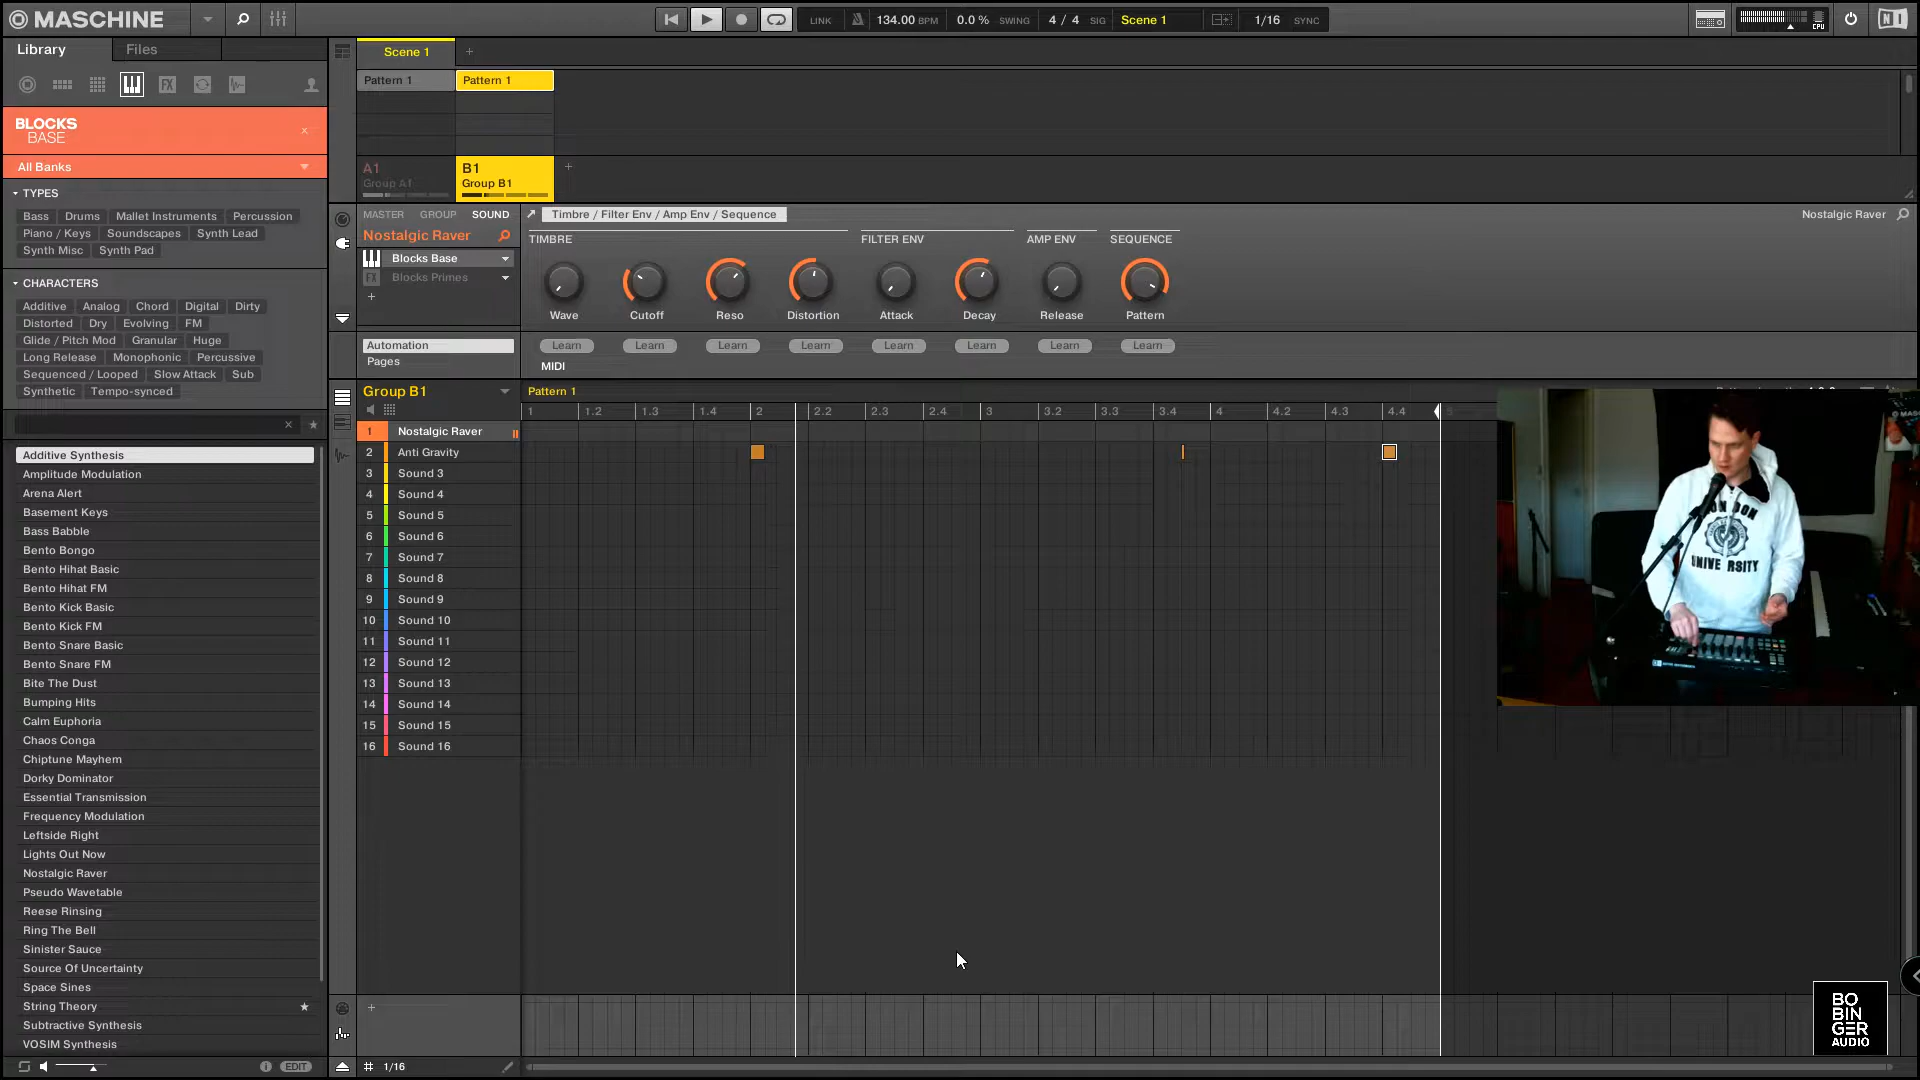 MASCHINE
LINK 134.00 BPM 0.0 % SWING 4 / 4 SIG Scene 1 1/16 SYNC
CPU
Library Files
BLOCKS
BASE
x
All Banks
TYPES
Bass Drums Mallet Instruments Percussion
Piano / Keys Soundscapes Synth Lead
Synth Misc Synth Pad
CHARACTERS
Additive Analog Chord Digital Dirty
Distorted Dry Evolving FM
Glide / Pitch Mod Granular Huge
Long Release Monophonic Percussive
Sequenced / Looped Slow Attack Sub
Synthetic Tempo-synced
Additive Synthesis
Amplitude Modulation
Arena Alert
Basement Keys
Bass Babble
Bento Bongo
Bento Hihat Basic
Bento Hihat FM
Bento Kick Basic
Bento Kick FM
Bento Snare Basic
Bento Snare FM
Bite The Dust
Bumping Hits
Calm Euphoria
Chaos Conga
Chiptune Mayhem
Dorky Dominator
Essential Transmission
Frequency Modulation
Leftside Right
Lights Out Now
Nostalgic Raver
Pseudo Wavetable
Reese Rinsing
Ring The Bell
Sinister Sauce
Source Of Uncertainty
Space Sines
String Theory
Subtractive Synthesis
VOSIM Synthesis
EDIT
Scene 1 +
Pattern 1 Pattern 1
A1 B1
Group A1 Group B1
MASTER GROUP SOUND
Nostalgic Raver
Blocks Base
FX Blocks Primes
Automation
Pages
Timbre / Filter Env / Amp Env / Sequence
Nostalgic Raver
TIMBRE FILTER ENV AMP ENV SEQUENCE
Wave Cutoff Reso Distortion Attack Decay Release Pattern
Learn Learn Learn Learn Learn Learn Learn Learn
MIDI
Group B1
Pattern 1
1 1.2 1.3 1.4 2 2.2 2.3 2.4 3 3.2 3.3 3.4 4 4.2 4.3 4.4 5
1 Nostalgic Raver
2 Anti Gravity
3 Sound 3
4 Sound 4
5 Sound 5
6 Sound 6
7 Sound 7
8 Sound 8
9 Sound 9
10 Sound 10
11 Sound 11
12 Sound 12
13 Sound 13
14 Sound 14
15 Sound 15
16 Sound 16
1/16
UNIVE RSITY
BO
BIN
GER
AUDIO